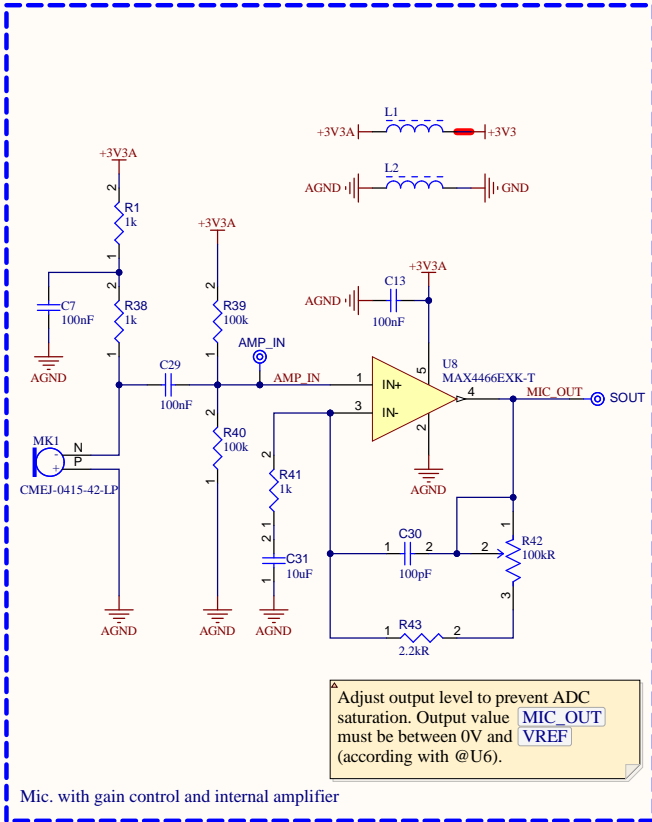 L1
+3V3A
+3V3
L2
AGND
GND
+3V3A
2
R1
1k
1
+3V3A
2
C7
100nF
R38
1k
1
AGND
2
R39
100k
1
+3V3A
C13
AGND
100nF
AMP_IN
C29
100nF
AMP_IN
1
IN+
5
U8
MAX4466EXK-T
4
MIC_OUT
SOUT
3
IN-
2
AGND
2
R40
100k
1
MK1
N
-
P
+
CMEJ-0415-42-LP
2
R41
1k
1
2
C31
10uF
1
C30
1
2
100pF
1
2
R42
100kR
3
R43
1
2
2.2kR
AGND
AGND
AGND
Adjust output level to prevent ADC
saturation. Output value MIC_OUT
must be between 0V and VREF
(according with @U6).
Mic. with gain control and internal amplifier